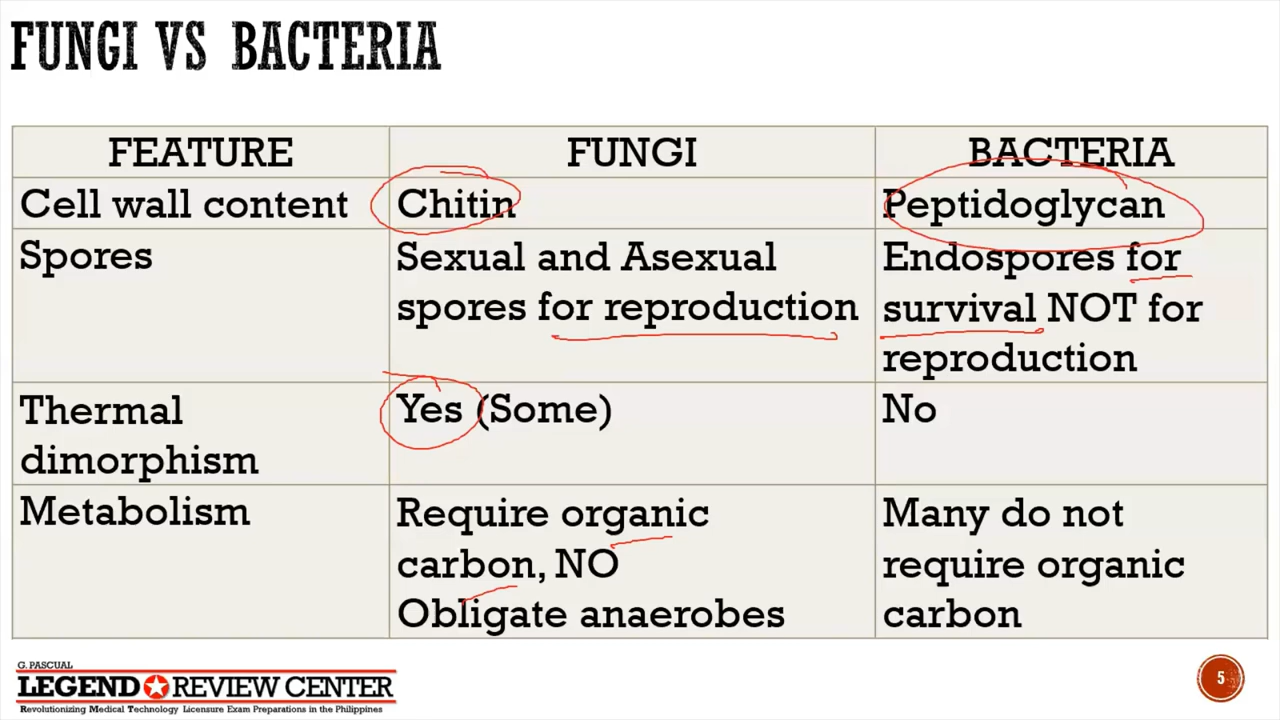 FUNGI VS BACTERIA
FEATURE
FUNGI
BACTERIA
Cell wall content
Chitin
Peptidoglycan
Spores
Sexual and Asexual
spores for reproduction
Endospores for
survival NOT for
reproduction
Thermal
dimorphism
Yes (Some)
No
Metabolism
Require organic
carbon, NO
Obligate anaerobes
Many do not
require organic
carbon
G. PASCUAL
LEGEND REVIEW CENTER
Revolutionizing Medical Technology Licensure Exam Preparations in the Philippines
5